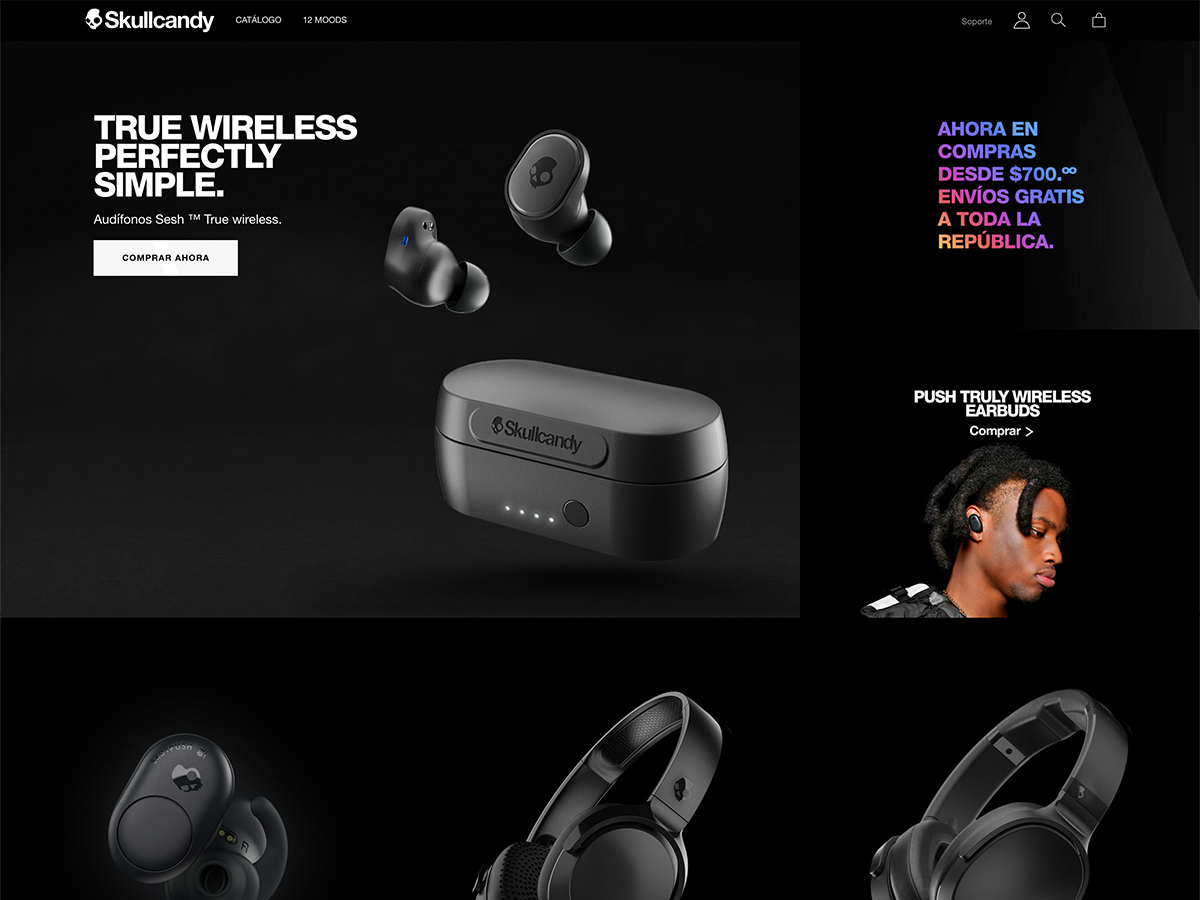 Skullcandy
CATÁLOGO
12 MOODS
Soporte
TRUE WIRELESS
PERFECTLY
SIMPLE.
Audífonos Sesh ™ True wireless.
COMPRAR AHORA
AHORA EN
COMPRAS
DESDE $700.⁰⁰
ENVÍOS GRATIS
A TODA LA
REPÚBLICA.
PUSH TRULY WIRELESS
EARBUDS
Comprar >
Skullcandy
R